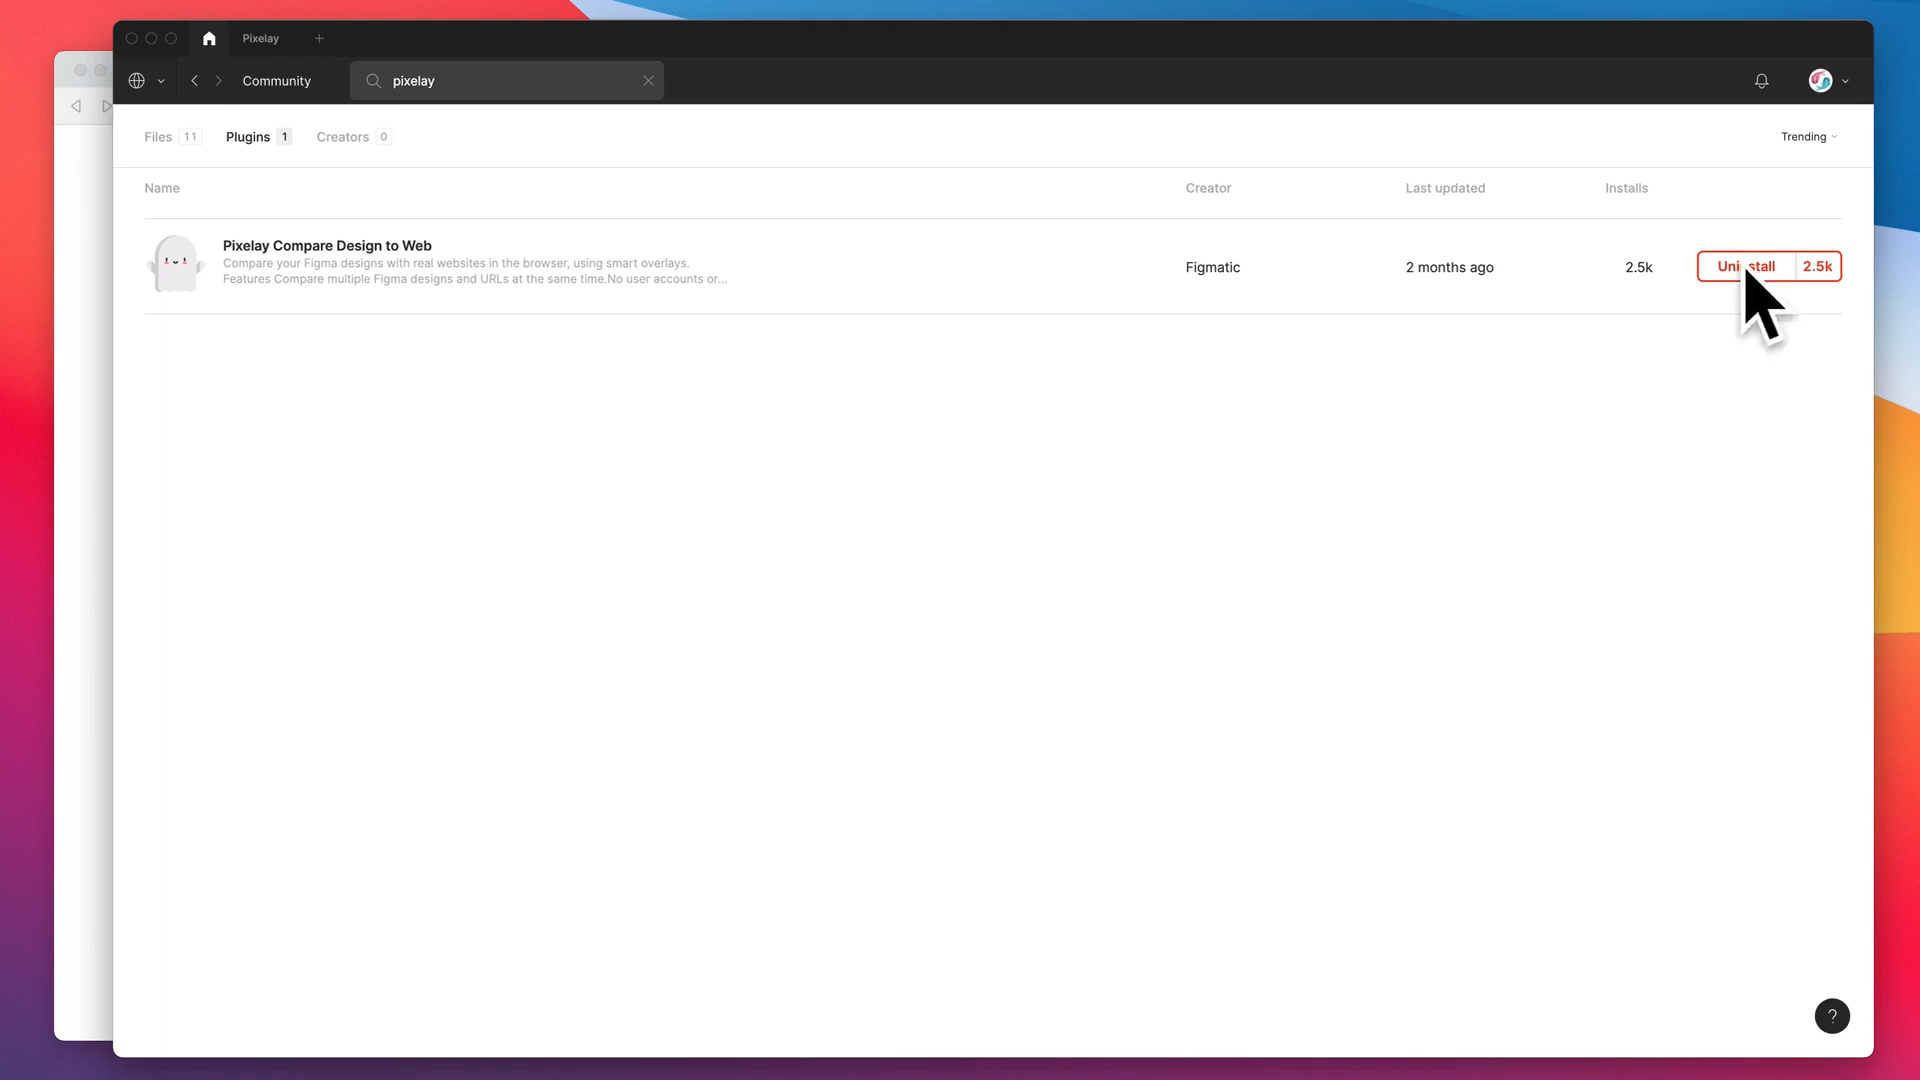 Pixelay
Community
pixelay
Files 11 Plugins 1 Creators 0
Trending
Name Creator Last updated Installs
Pixelay Compare Design to Web
Compare your Figma designs with real websites in the browser, using smart overlays.
Features Compare multiple Figma designs and URLs at the same time.No user accounts or...
Figmatic 2 months ago 2.5k Uninstall 2.5k
?